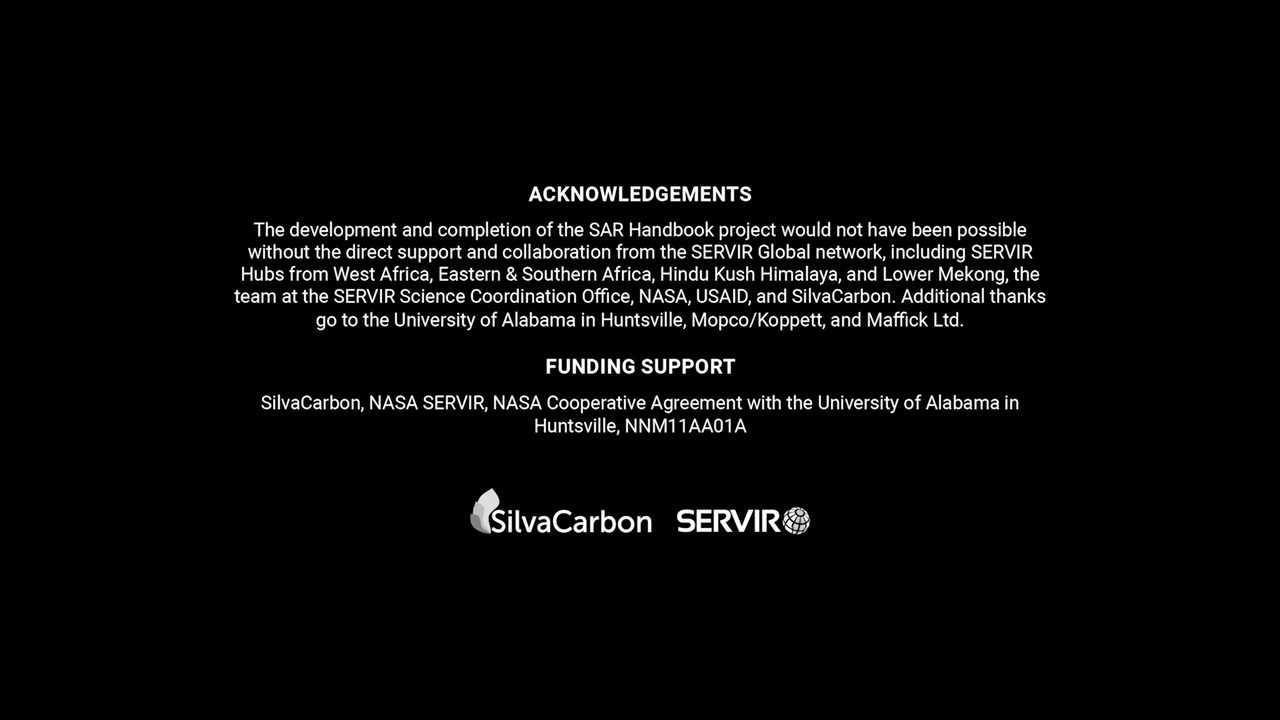 ACKNOWLEDGEMENTS
The development and completion of the SAR Handbook project would not have been possible
without the direct support and collaboration from the SERVIR Global network, including SERVIR
Hubs from West Africa, Eastern & Southern Africa, Hindu Kush Himalaya, and Lower Mekong, the
team at the SERVIR Science Coordination Office, NASA, USAID, and SilvaCarbon. Additional thanks
go to the University of Alabama in Huntsville, Mopco/Koppett, and Maffick Ltd.
FUNDING SUPPORT
SilvaCarbon, NASA SERVIR, NASA Cooperative Agreement with the University of Alabama in
Huntsville, NNM11AA01A
SilvaCarbon SERVIR